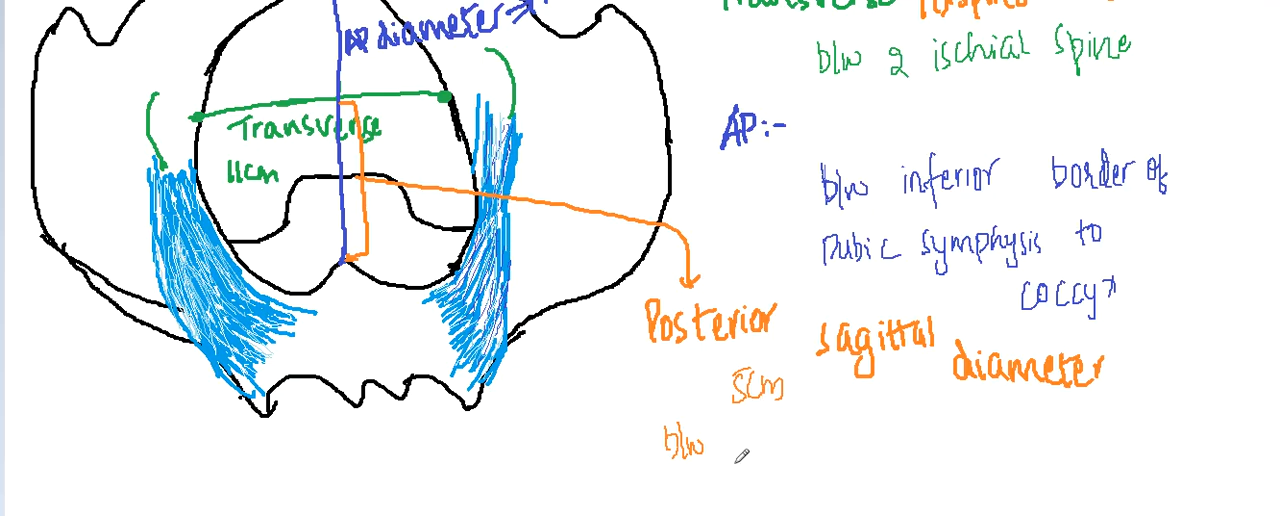 AP diameter →
Transverse
11cm
Transverse
b/w 2 ischial spine
AP:-
b/w inferior border of
pubic symphysis to
coccyx
Posterior sagittal diameter
5cm
b/w